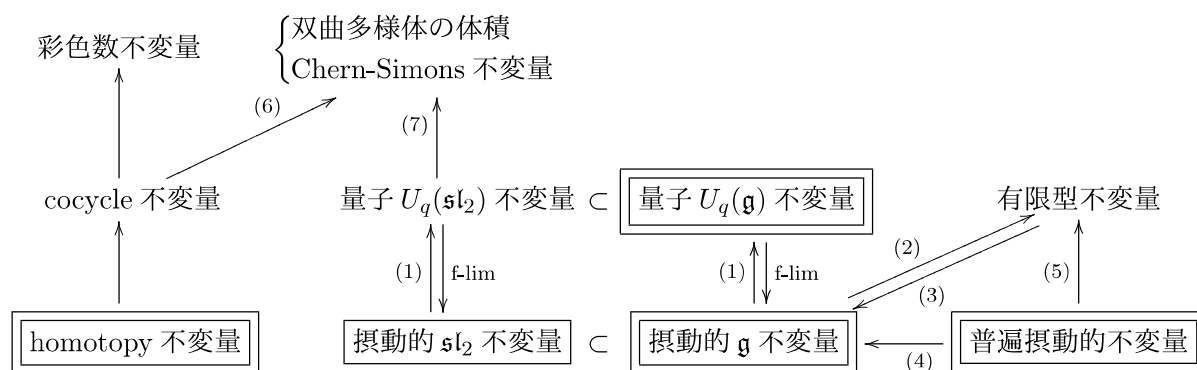 彩色数不変量
双曲多様体の体積
Chern-Simons 不変量
(6)
(7)
cocycle 不変量
量子 U_q(𝔰𝔩₂) 不変量 ⊂ 量子 U_q(𝔤) 不変量
有限型不変量
(1) f-lim
(1) f-lim
(2)
(3)
(5)
homotopy 不変量
摂動的 𝔰𝔩₂ 不変量 ⊂ 摂動的 𝔤 不変量
(4)
普遍摂動的不変量